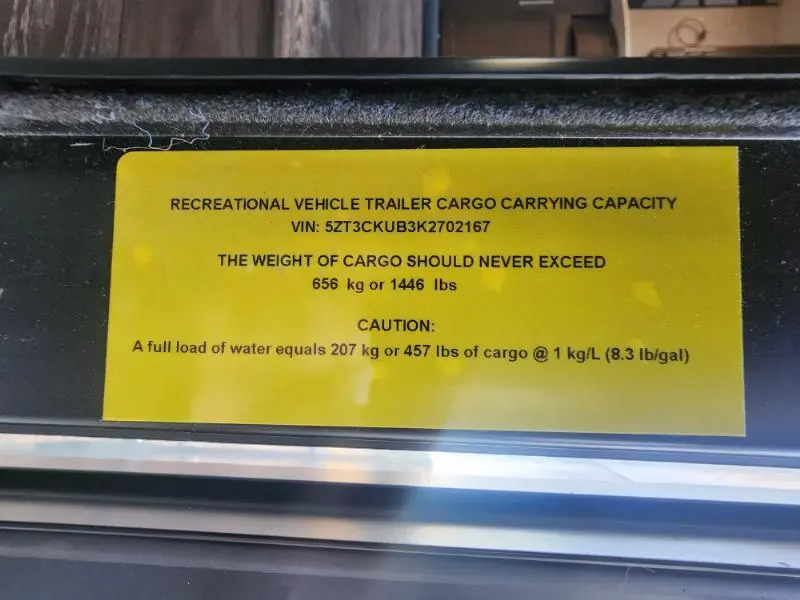 RECREATIONAL VEHICLE TRAILER CARGO CARRYING CAPACITY
VIN: 5ZT3CKUB3K2702167
THE WEIGHT OF CARGO SHOULD NEVER EXCEED
656 kg or 1446 lbs
CAUTION:
A full load of water equals 207 kg or 457 lbs of cargo @ 1 kg/L (8.3 lb/gal)